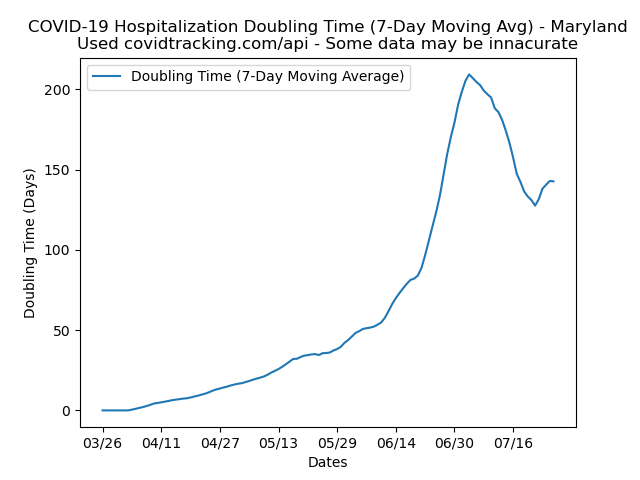 COVID-19 Hospitalization Doubling Time (7-Day Moving Avg) - Maryland
Used covidtracking.com/api - Some data may be innacurate
Doubling Time (7-Day Moving Average)
200
150
100
50
0
Doubling Time (Days)
03/26 04/11 04/27 05/13 05/29 06/14 06/30 07/16
Dates